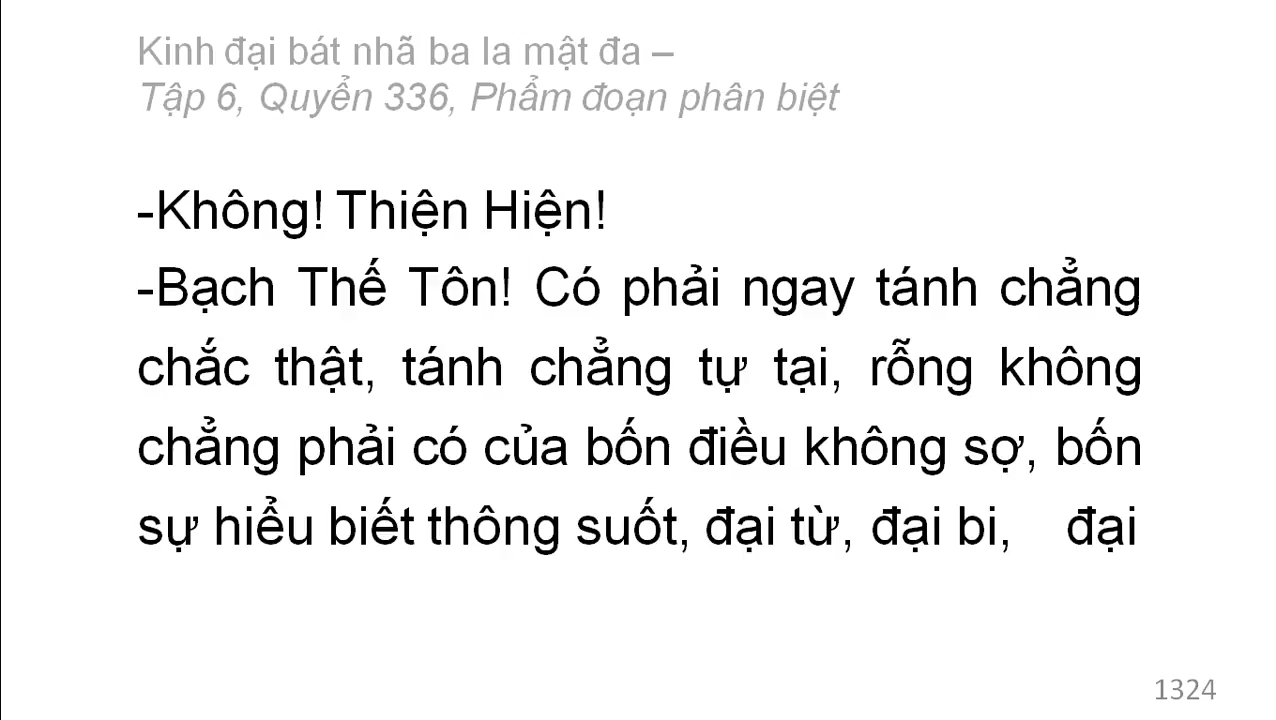 Kinh đại bát nhã ba la mật đa –
Tập 6, Quyển 336, Phẩm đoạn phân biệt
-Không! Thiện Hiện!
-Bạch Thế Tôn! Có phải ngay tánh chẳng
chắc thật, tánh chẳng tự tại, rỗng không
chẳng phải có của bốn điều không sợ, bốn
sự hiểu biết thông suốt, đại từ, đại bi, đại
1324